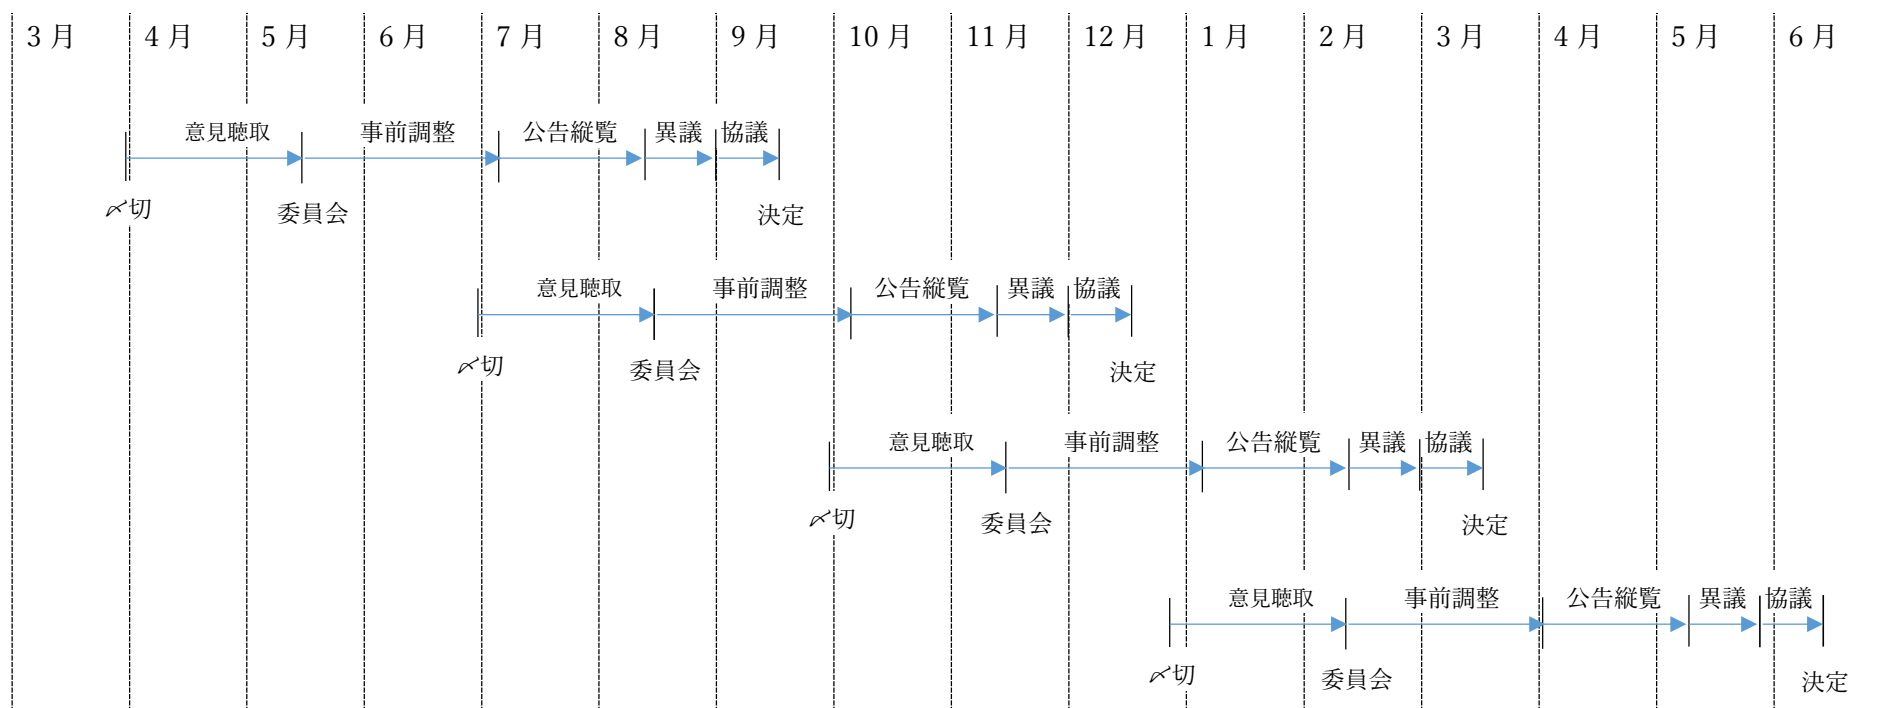 3 月 4 月 5 月 6 月 7 月 8 月 9 月 10 月 11 月 12 月 1 月 2 月 3 月 4 月 5 月 6 月
意見聴取 事前調整 公告縦覧 異議 協議
〆切 委員会 決定
意見聴取 事前調整 公告縦覧 異議 協議
〆切 委員会 決定
意見聴取 事前調整 公告縦覧 異議 協議
〆切 委員会 決定
意見聴取 事前調整 公告縦覧 異議 協議
〆切 委員会 決定